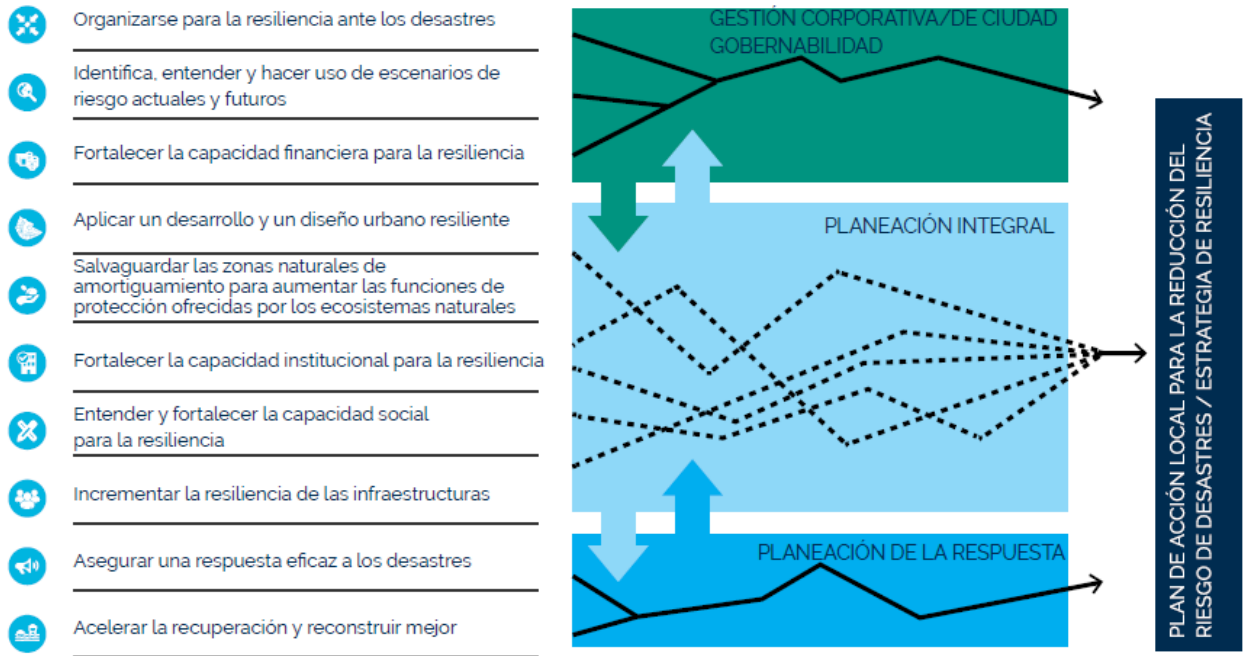 Organizarse para la resiliencia ante los desastres
Identifica, entender y hacer uso de escenarios de
riesgo actuales y futuros
Fortalecer la capacidad financiera para la resiliencia
Aplicar un desarrollo y un diseño urbano resiliente
Salvaguardar las zonas naturales de
amortiguamiento para aumentar las funciones de
protección ofrecidas por los ecosistemas naturales
Fortalecer la capacidad institucional para la resiliencia
Entender y fortalecer la capacidad social
para la resiliencia
Incrementar la resiliencia de las infraestructuras
Asegurar una respuesta eficaz a los desastres
Acelerar la recuperación y reconstruir mejor
GESTIÓN CORPORATIVA/DE CIUDAD
GOBERNABILIDAD
PLANEACIÓN INTEGRAL
PLANEACIÓN DE LA RESPUESTA
PLAN DE ACCIÓN LOCAL PARA LA REDUCCIÓN DEL
RIESGO DE DESASTRES / ESTRATEGIA DE RESILIENCIA